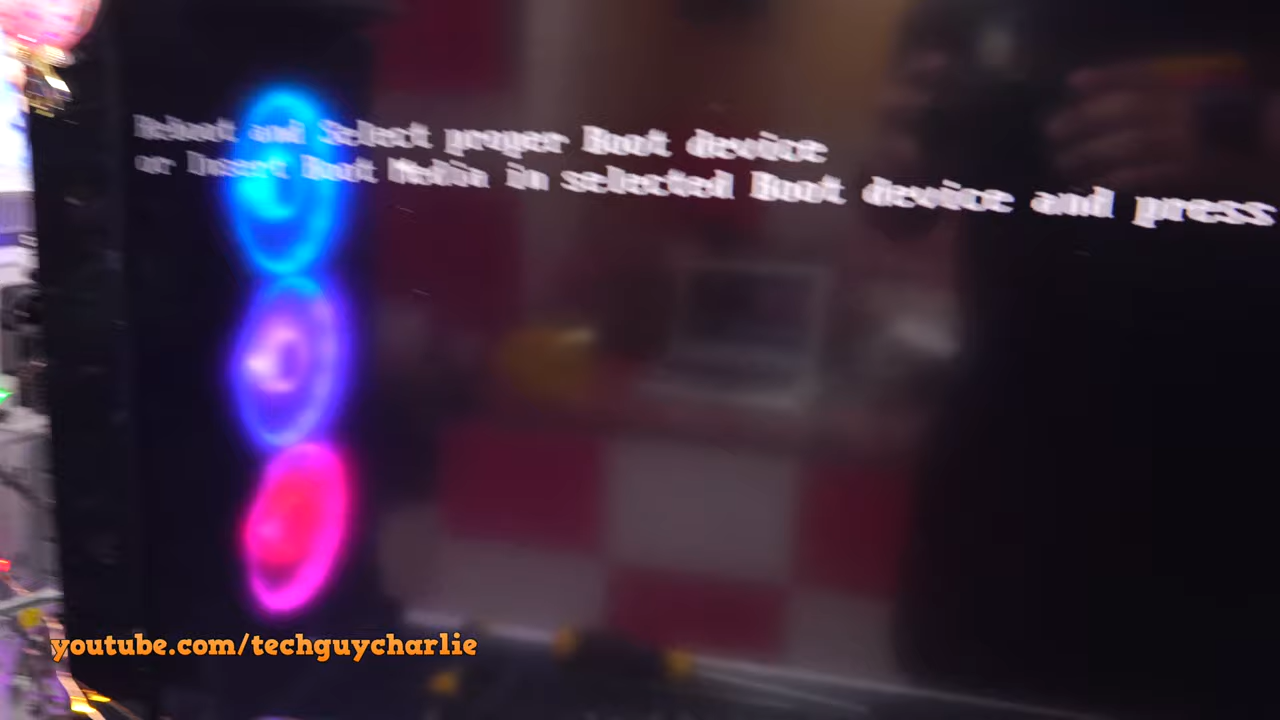 Reboot and Select proper Boot device
or Insert Boot Media in selected Boot device and press
youtube.com/techguycharlie